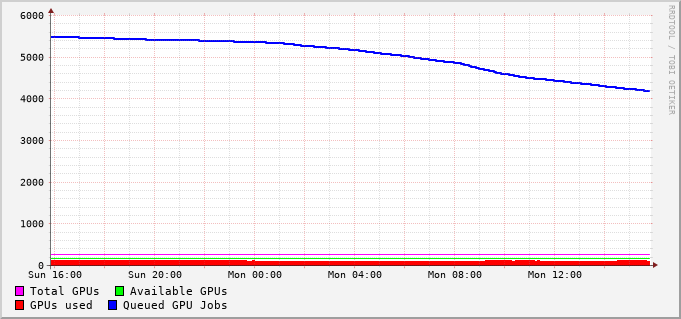 6000
5000
4000
3000
2000
1000
0
Sun 16:00 Sun 20:00 Mon 00:00 Mon 04:00 Mon 08:00 Mon 12:00
Total GPUs Available GPUs
GPUs used Queued GPU Jobs
RRDTOOL / TOBI OETIKER